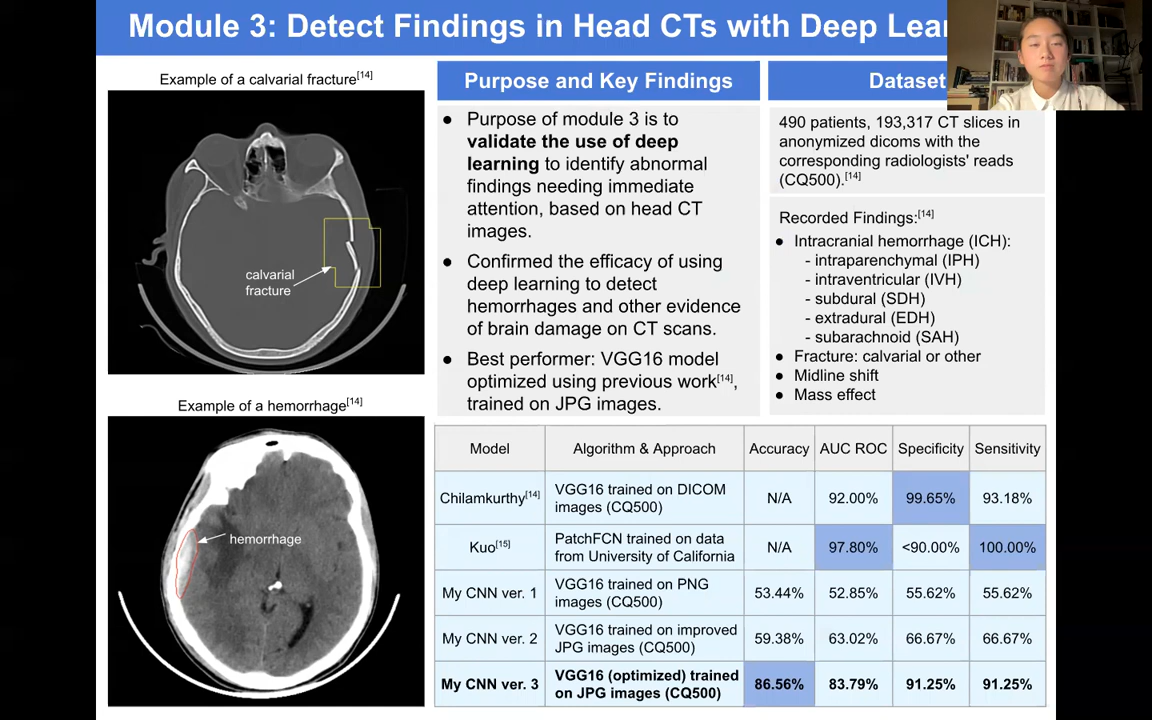 Module 3: Detect Findings in Head CTs with Deep Lear
Example of a calvarial fracture[14]
calvarial
fracture
Example of a hemorrhage[14]
hemorrhage
Purpose and Key Findings
● Purpose of module 3 is to
validate the use of deep
learning to identify abnormal
findings needing immediate
attention, based on head CT
images.
● Confirmed the efficacy of using
deep learning to detect
hemorrhages and other evidence
of brain damage on CT scans.
● Best performer: VGG16 model
optimized using previous work[14],
trained on JPG images.
Dataset
490 patients, 193,317 CT slices in
anonymized dicoms with the
corresponding radiologists' reads
(CQ500).[14]
Recorded Findings:[14]
● Intracranial hemorrhage (ICH):
- intraparenchymal (IPH)
- intraventricular (IVH)
- subdural (SDH)
- extradural (EDH)
- subarachnoid (SAH)
● Fracture: calvarial or other
● Midline shift
● Mass effect
Model Algorithm & Approach Accuracy AUC ROC Specificity Sensitivity
Chilamkurthy[14] VGG16 trained on DICOM images (CQ500) N/A 92.00% 99.65% 93.18%
Kuo[15] PatchFCN trained on data from University of California N/A 97.80% <90.00% 100.00%
My CNN ver. 1 VGG16 trained on PNG images (CQ500) 53.44% 52.85% 55.62% 55.62%
My CNN ver. 2 VGG16 trained on improved JPG images (CQ500) 59.38% 63.02% 66.67% 66.67%
My CNN ver. 3 VGG16 (optimized) trained on JPG images (CQ500) 86.56% 83.79% 91.25% 91.25%